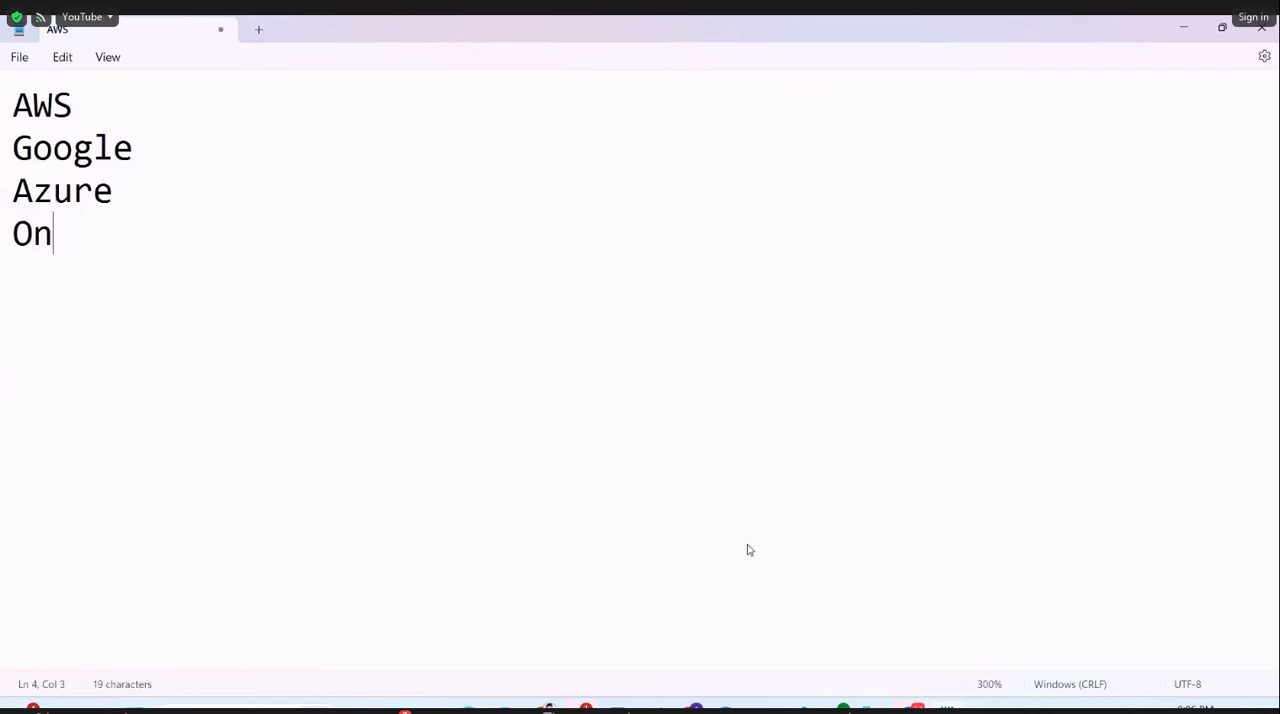 YouTube
Sign in
AWS
File Edit View
AWS
Google
Azure
On
Ln 4, Col 3 19 characters 300% Windows (CRLF) UTF-8